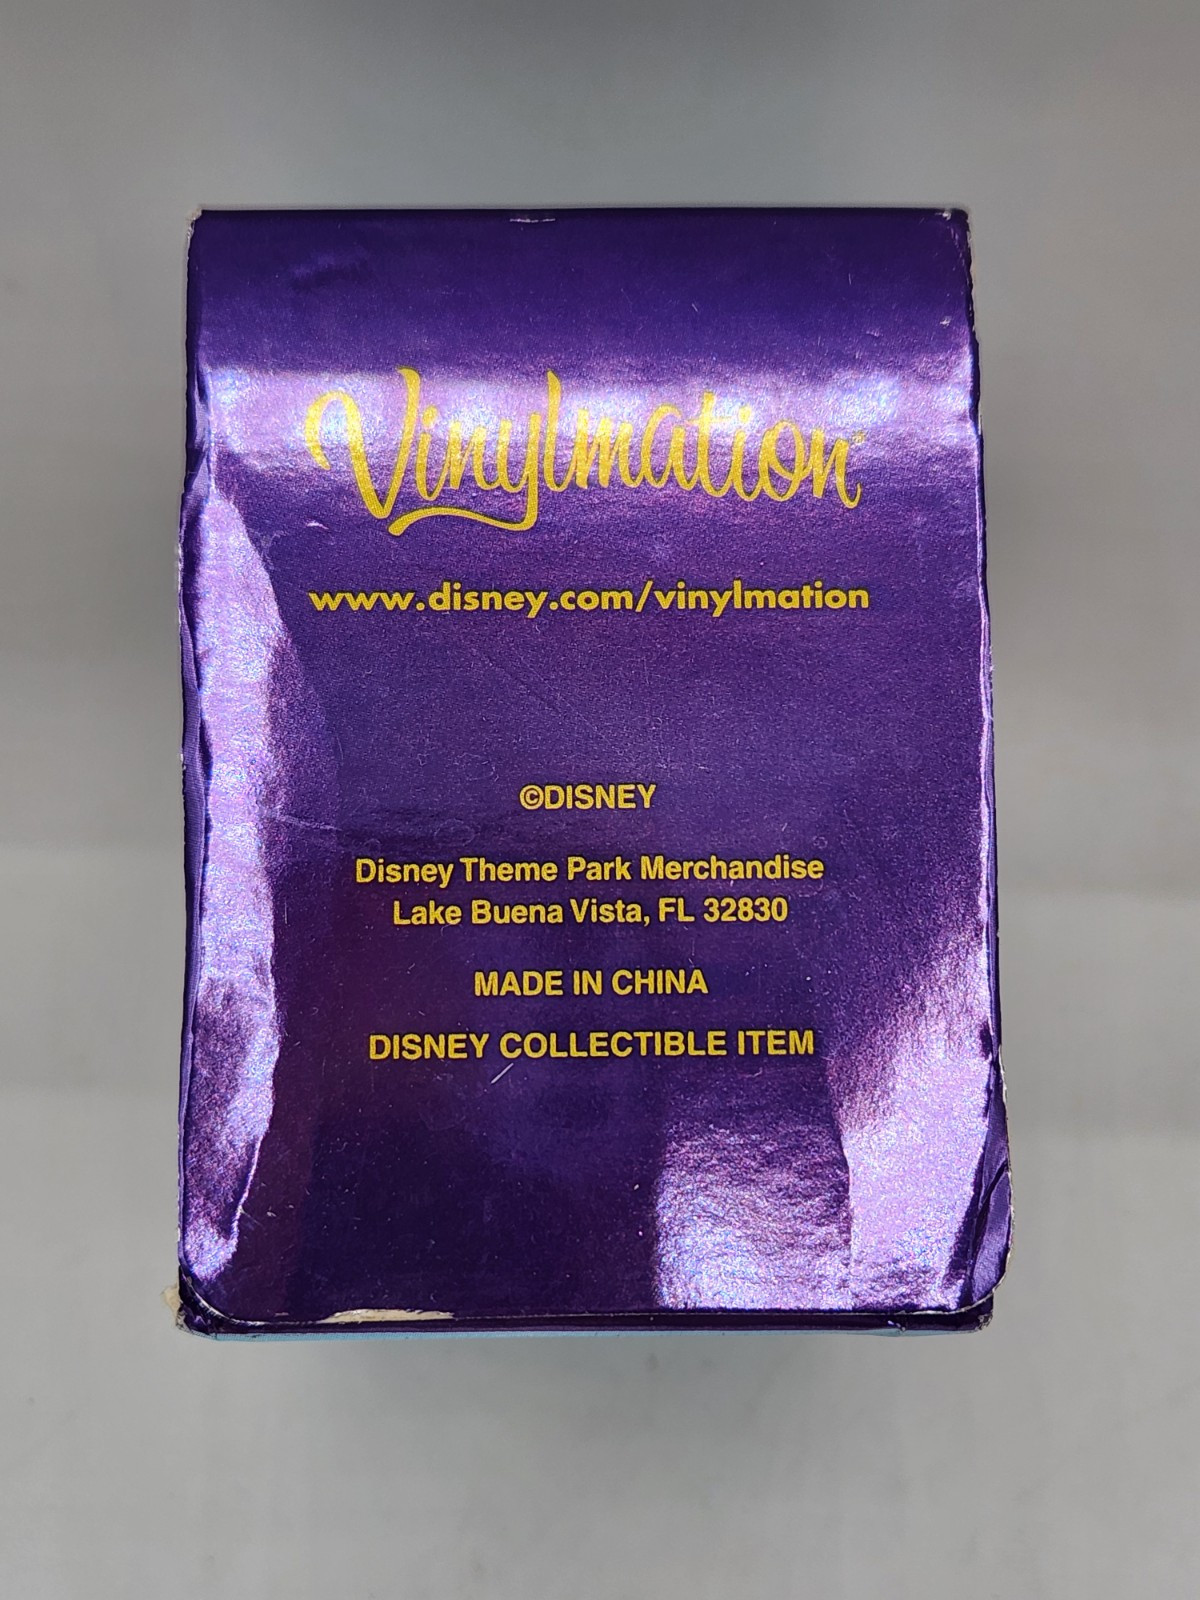 Vinylmation
www.disney.com/vinylmation
©DISNEY
Disney Theme Park Merchandise
Lake Buena Vista, FL 32830
MADE IN CHINA
DISNEY COLLECTIBLE ITEM